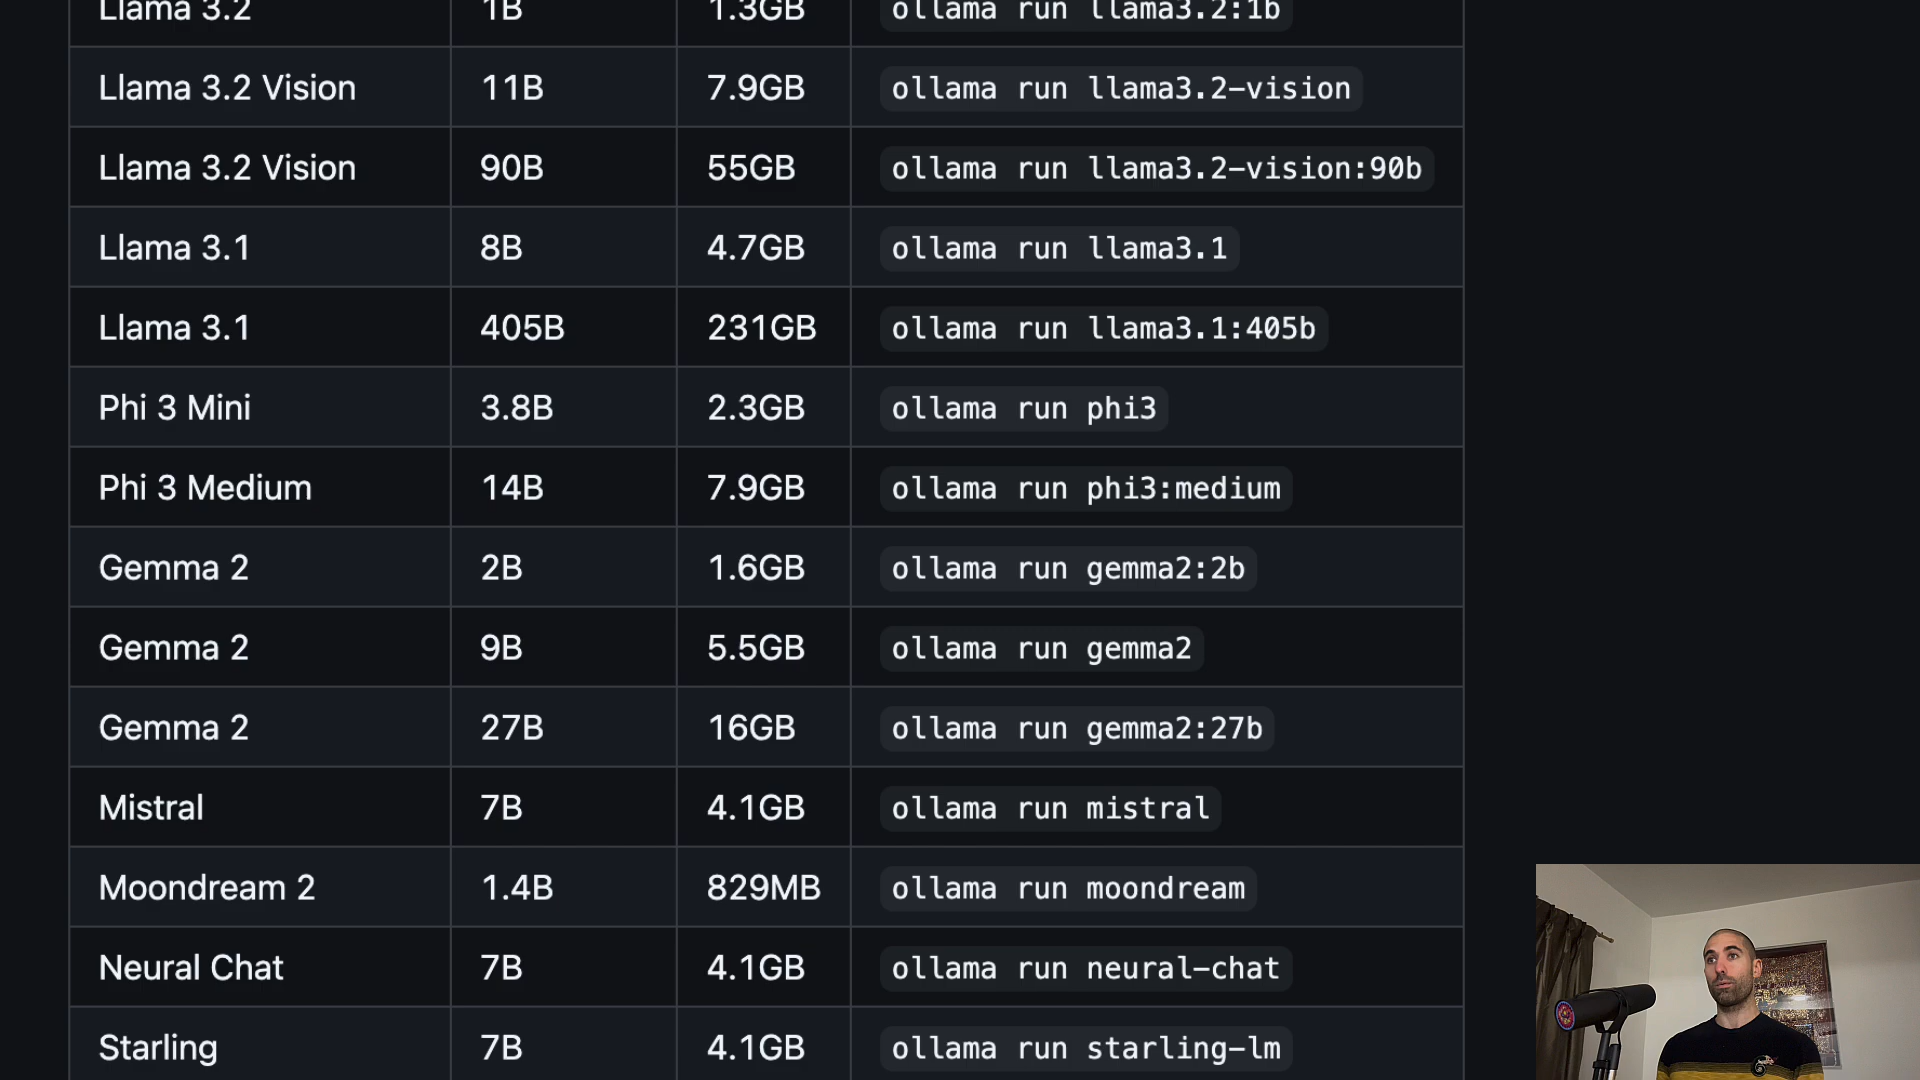 Llama 3.2 1B 1.3GB ollama run llama3.2:1b
Llama 3.2 Vision 11B 7.9GB ollama run llama3.2-vision
Llama 3.2 Vision 90B 55GB ollama run llama3.2-vision:90b
Llama 3.1 8B 4.7GB ollama run llama3.1
Llama 3.1 405B 231GB ollama run llama3.1:405b
Phi 3 Mini 3.8B 2.3GB ollama run phi3
Phi 3 Medium 14B 7.9GB ollama run phi3:medium
Gemma 2 2B 1.6GB ollama run gemma2:2b
Gemma 2 9B 5.5GB ollama run gemma2
Gemma 2 27B 16GB ollama run gemma2:27b
Mistral 7B 4.1GB ollama run mistral
Moondream 2 1.4B 829MB ollama run moondream
Neural Chat 7B 4.1GB ollama run neural-chat
Starling 7B 4.1GB ollama run starling-lm